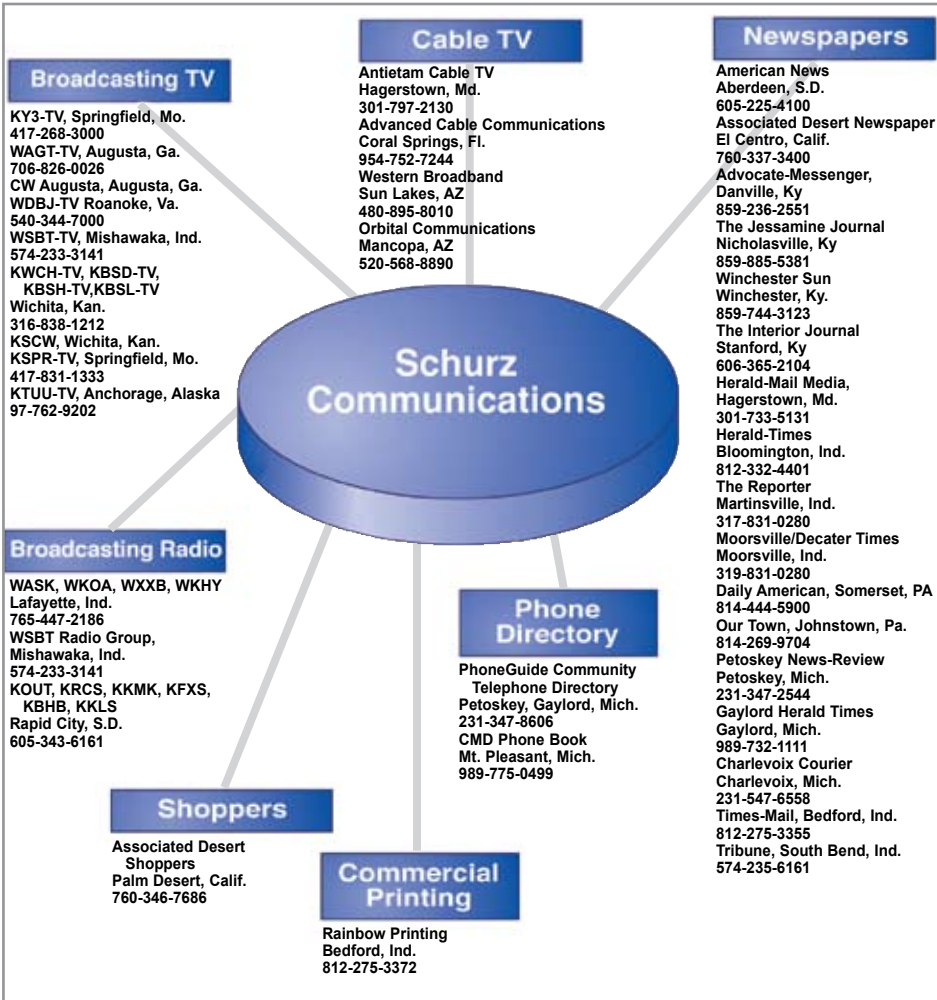 Broadcasting TV
KY3-TV, Springfield, Mo.
417-268-3000
WAGT-TV, Augusta, Ga.
706-826-0026
CW Augusta, Augusta, Ga.
WDBJ-TV Roanoke, Va.
540-344-7000
WSBT-TV, Mishawaka, Ind.
574-233-3141
KWCH-TV, KBSD-TV,
KBSH-TV,KBSL-TV
Wichita, Kan.
316-838-1212
KSCW, Wichita, Kan.
KSPR-TV, Springfield, Mo.
417-831-1333
KTUU-TV, Anchorage, Alaska
97-762-9202
Cable TV
Antietam Cable TV
Hagerstown, Md.
301-797-2130
Advanced Cable Communications
Coral Springs, Fl.
954-752-7244
Western Broadband
Sun Lakes, AZ
480-895-8010
Orbital Communications
Mancopa, AZ
520-568-8890
Newspapers
American News
Aberdeen, S.D.
605-225-4100
Associated Desert Newspaper
El Centro, Calif.
760-337-3400
Advocate-Messenger,
Danville, Ky
859-236-2551
The Jessamine Journal
Nicholasville, Ky
859-885-5381
Winchester Sun
Winchester, Ky.
859-744-3123
The Interior Journal
Stanford, Ky
606-365-2104
Herald-Mail Media,
Hagerstown, Md.
301-733-5131
Herald-Times
Bloomington, Ind.
812-332-4401
The Reporter
Martinsville, Ind.
317-831-0280
Moorsville/Decater Times
Moorsville, Ind.
319-831-0280
Daily American, Somerset, PA
814-444-5900
Our Town, Johnstown, Pa.
814-269-9704
Petoskey News-Review
Petoskey, Mich.
231-347-2544
Gaylord Herald Times
Gaylord, Mich.
989-732-1111
Charlevoix Courier
Charlevoix, Mich.
231-547-6558
Times-Mail, Bedford, Ind.
812-275-3355
Tribune, South Bend, Ind.
574-235-6161
Schurz
Communications
Broadcasting Radio
WASK, WKOA, WXXB, WKHY
Lafayette, Ind.
765-447-2186
WSBT Radio Group,
Mishawaka, Ind.
574-233-3141
KOUT, KRCS, KKMK, KFXS,
KBHB, KKLS
Rapid City, S.D.
605-343-6161
Phone
Directory
PhoneGuide Community
Telephone Directory
Petoskey, Gaylord, Mich.
231-347-8606
CMD Phone Book
Mt. Pleasant, Mich.
989-775-0499
Shoppers
Associated Desert
Shoppers
Palm Desert, Calif.
760-346-7686
Commercial
Printing
Rainbow Printing
Bedford, Ind.
812-275-3372